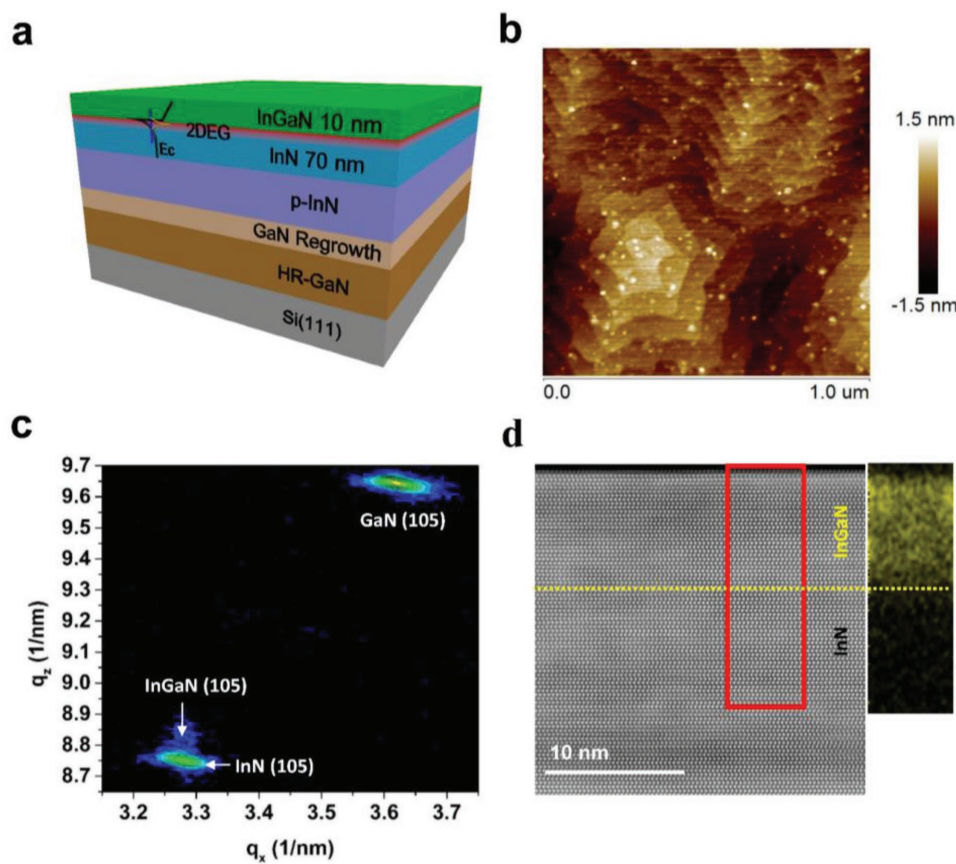 a
InGaN 10 nm
2DEG
Ec
InN 70 nm
p-InN
GaN Regrowth
HR-GaN
Si(111)
b
1.5 nm
-1.5 nm
0.0
1.0 um
c
9.7
9.6
9.5
9.4
9.3
9.2
9.1
9.0
8.9
8.8
8.7
qz (1/nm)
GaN (105)
InGaN (105)
InN (105)
3.2
3.3
3.4
3.5
3.6
3.7
qx (1/nm)
d
InGaN
InN
10 nm